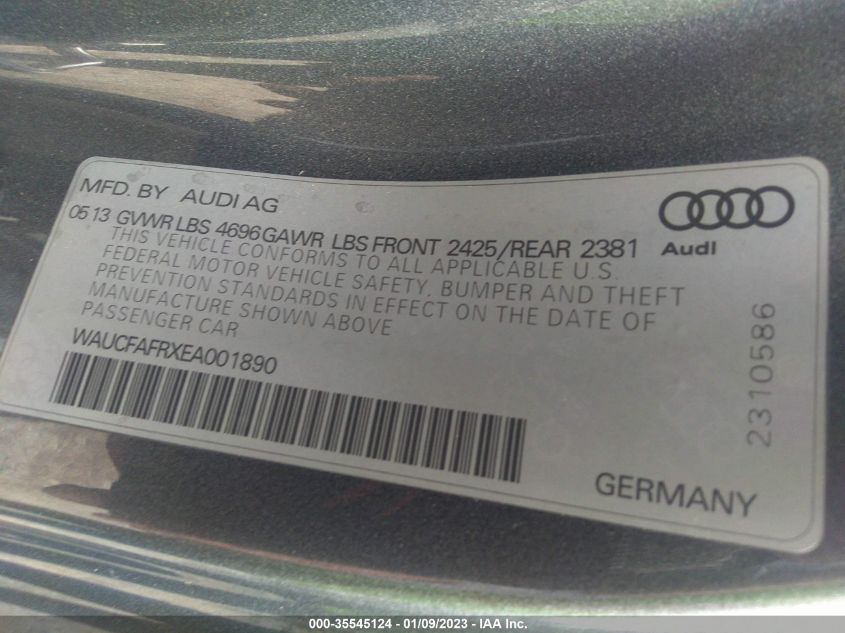 MFD. BY AUDI AG
0513 GVWR LBS 4696 GAWR LBS FRONT 2425/REAR 2381
THIS VEHICLE CONFORMS TO ALL APPLICABLE U.S.
FEDERAL MOTOR VEHICLE SAFETY, BUMPER AND THEFT
PREVENTION STANDARDS IN EFFECT ON THE DATE OF
MANUFACTURE SHOWN ABOVE
PASSENGER CAR
WAUCFAFRXEA001890
Audi
2310586
GERMANY
000-35545124 - 01/09/2023 - IAA Inc.